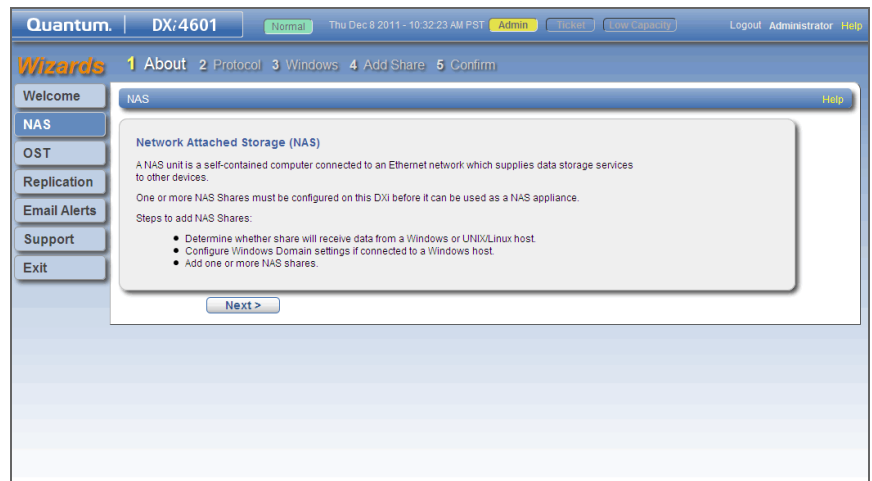 Quantum. DXi4601 Normal Thu Dec 8 2011 - 10:32:23 AM PST Admin Ticket Low Capacity Logout Administrator Help
Wizards 1 About 2 Protocol 3 Windows 4 Add Share 5 Confirm
Welcome
NAS
OST
Replication
Email Alerts
Support
Exit
NAS Help
Network Attached Storage (NAS)
A NAS unit is a self-contained computer connected to an Ethernet network which supplies data storage services
to other devices.
One or more NAS Shares must be configured on this DXi before it can be used as a NAS appliance.
Steps to add NAS Shares:
● Determine whether share will receive data from a Windows or UNIX/Linux host.
● Configure Windows Domain settings if connected to a Windows host.
● Add one or more NAS shares.
Next >